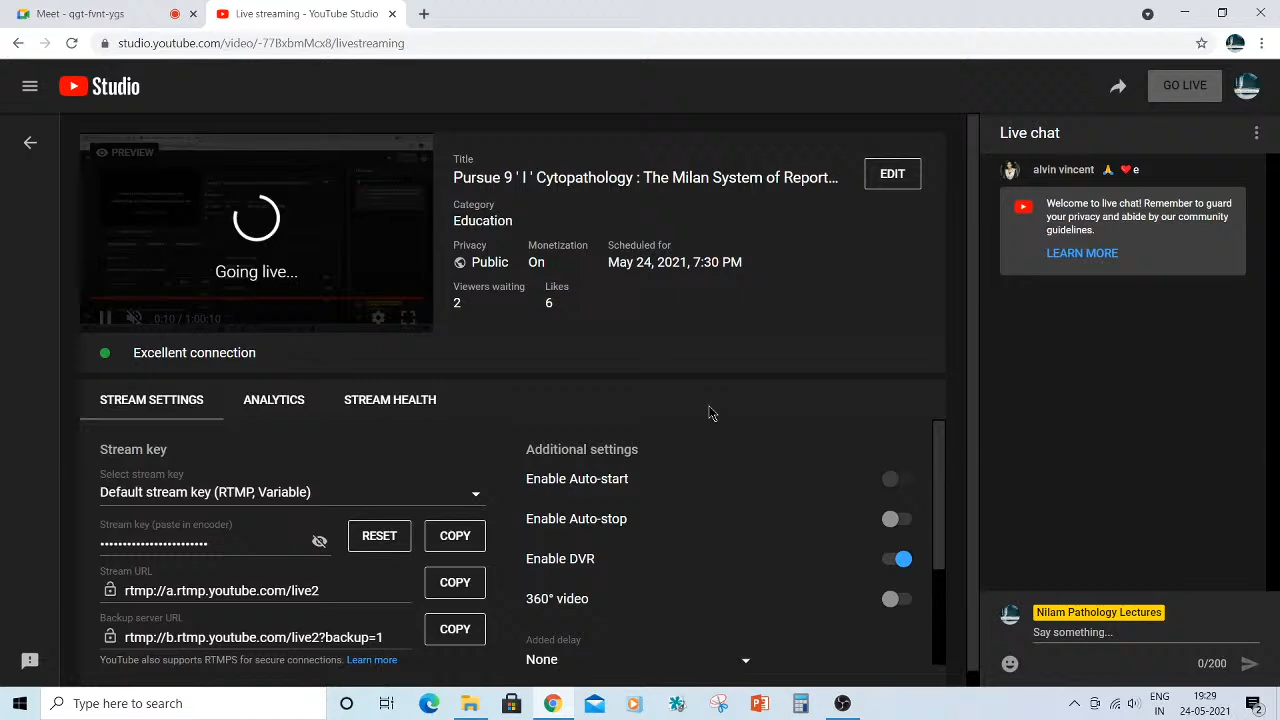 Meet - qgt-fvnt-ygs
Live streaming - YouTube Studio
studio.youtube.com/video/-77BxbmMcx8/livestreaming
Studio
GO LIVE
PREVIEW
Going live...
0:10 / 1:00:10
Title
Pursue 9 ' I ' Cytopathology : The Milan System of Report...
EDIT
Category
Education
Privacy Monetization Scheduled for
Public On May 24, 2021, 7:30 PM
Viewers waiting Likes
2 6
Excellent connection
STREAM SETTINGS ANALYTICS STREAM HEALTH
Stream key
Select stream key
Default stream key (RTMP, Variable)
Stream key (paste in encoder)
••••••••••••••••••••••••
RESET COPY
Stream URL
rtmp://a.rtmp.youtube.com/live2
COPY
Backup server URL
rtmp://b.rtmp.youtube.com/live2?backup=1
COPY
YouTube also supports RTMPS for secure connections. Learn more
Additional settings
Enable Auto-start
Enable Auto-stop
Enable DVR
360° video
Added delay
None
Live chat
alvin vincent 🙏 ❤️ e
Welcome to live chat! Remember to guard
your privacy and abide by our community
guidelines.
LEARN MORE
Nilam Pathology Lectures
Say something...
0/200
Type here to search
ENG
IN
19:29
24-05-2021
2